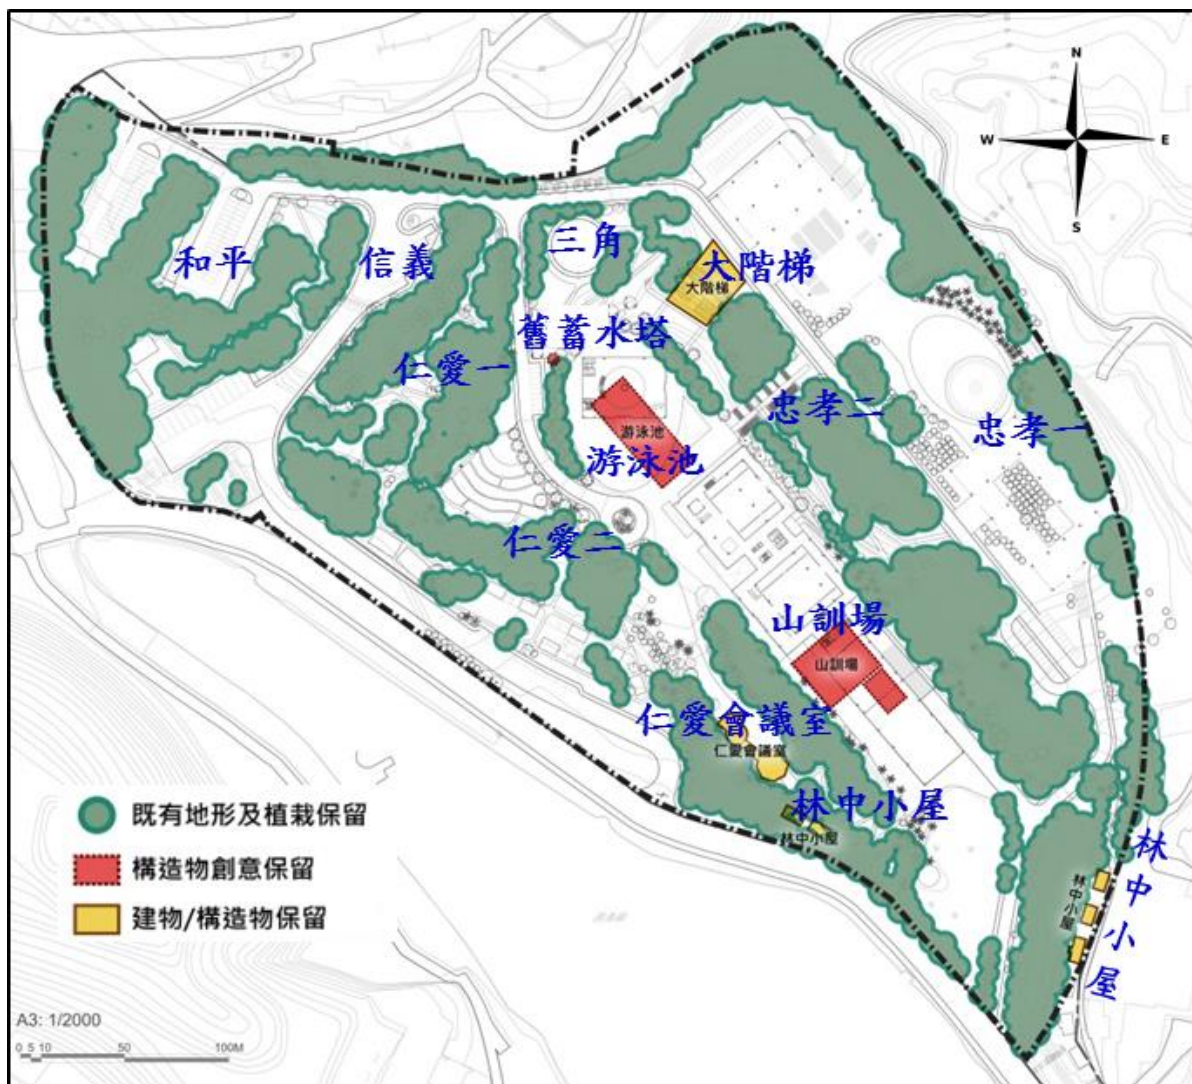 N
W E
S
三角
和平
信義
大階梯
大階梯
舊蓄水塔
仁愛一
忠孝二
忠孝一
游泳池
游泳池
仁愛二
山訓場
山訓場
仁愛會議室
仁愛會議室
林中小屋
林中小屋
林中小屋
林中小屋
既有地形及植栽保留
構造物創意保留
建物/構造物保留
A3: 1/2000
0 5 10 50 100M